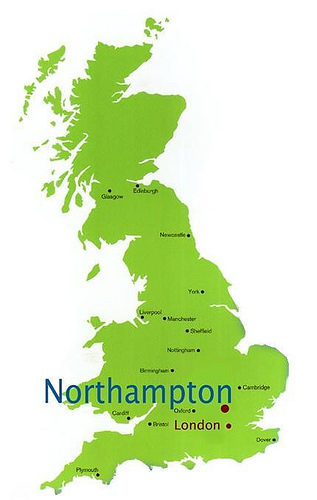 Edinburgh
Glasgow
Newcastle
York
Liverpool
Manchester
Sheffield
Nottingham
Birmingham
Northampton
Cambridge
Cardiff
Oxford
Bristol
London
Dover
Plymouth